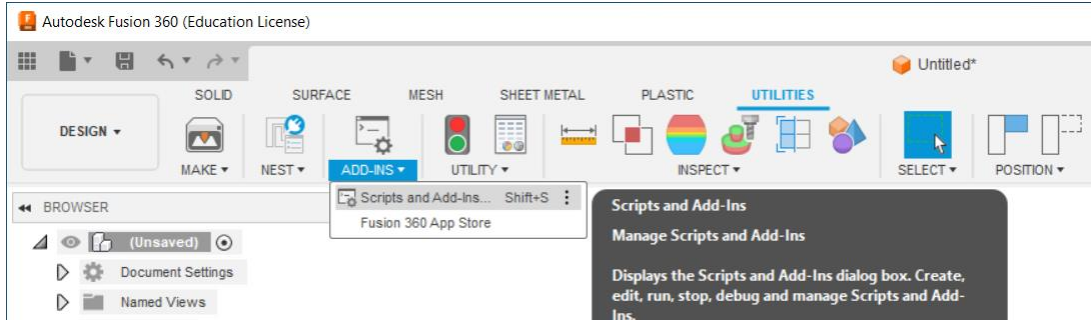 Autodesk Fusion 360 (Education License)
Untitled*
SOLID SURFACE MESH SHEET METAL PLASTIC UTILITIES
DESIGN
MAKE NEST ADD-INS UTILITY INSPECT SELECT POSITION
Scripts and Add-Ins... Shift+S
Fusion 360 App Store
BROWSER
(Unsaved)
Document Settings
Named Views
Scripts and Add-Ins
Manage Scripts and Add-Ins
Displays the Scripts and Add-Ins dialog box. Create,
edit, run, stop, debug and manage Scripts and Add-
Ins.